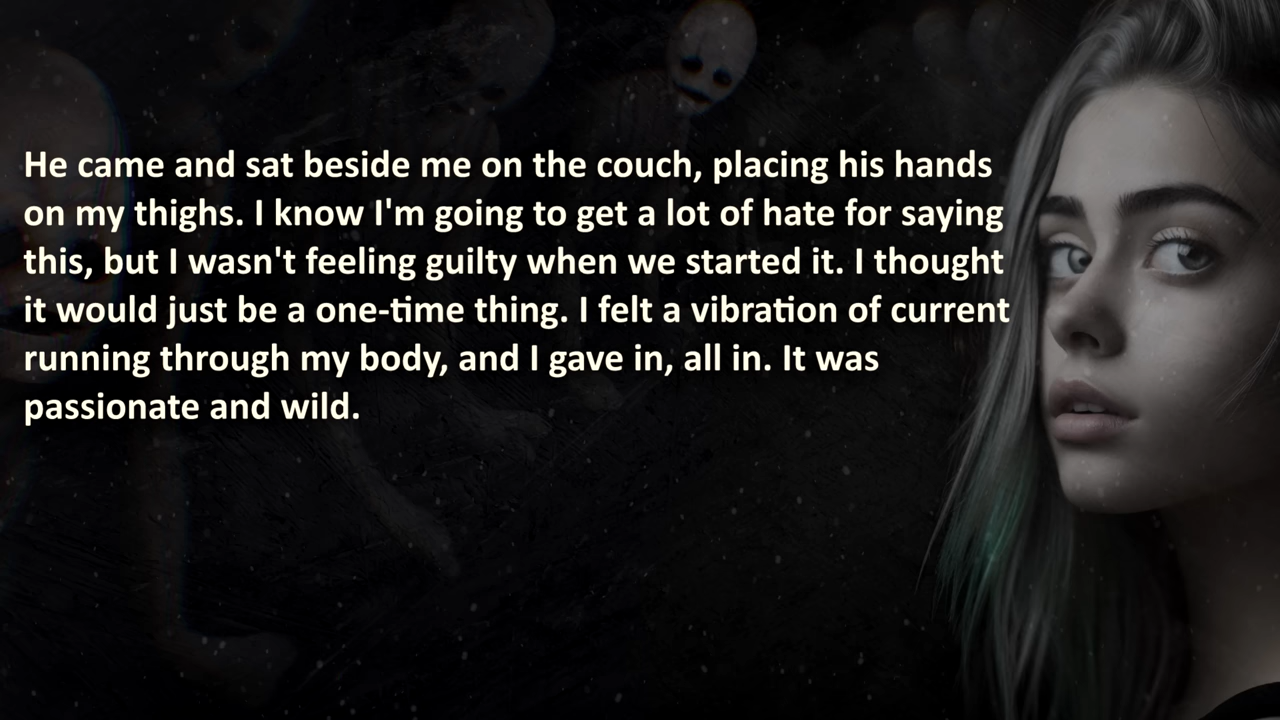 He came and sat beside me on the couch, placing his hands
on my thighs. I know I'm going to get a lot of hate for saying
this, but I wasn't feeling guilty when we started it. I thought
it would just be a one-time thing. I felt a vibration of current
running through my body, and I gave in, all in. It was
passionate and wild.